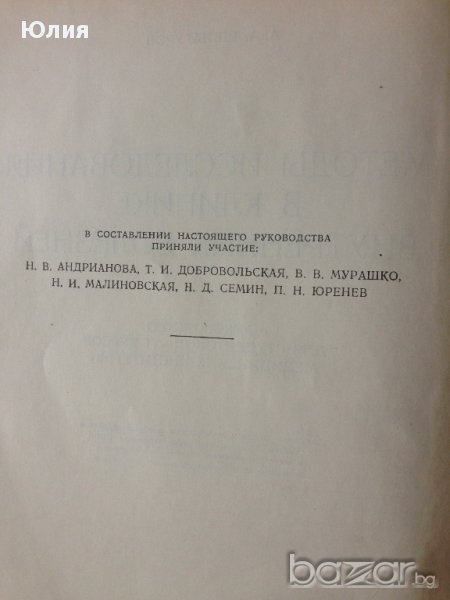 Юлия
В СОСТАВЛЕНИИ НАСТОЯЩЕГО РУКОВОДСТВА
ПРИНЯЛИ УЧАСТИЕ:
Н. В. АНДРИАНОВА, Т. И. ДОБРОВОЛЬСКАЯ, В. В. МУРАШКО,
Н. И. МАЛИНОВСКАЯ, Н. Д. СЕМИН, П. Н. ЮРЕНЕВ
bazar.bg